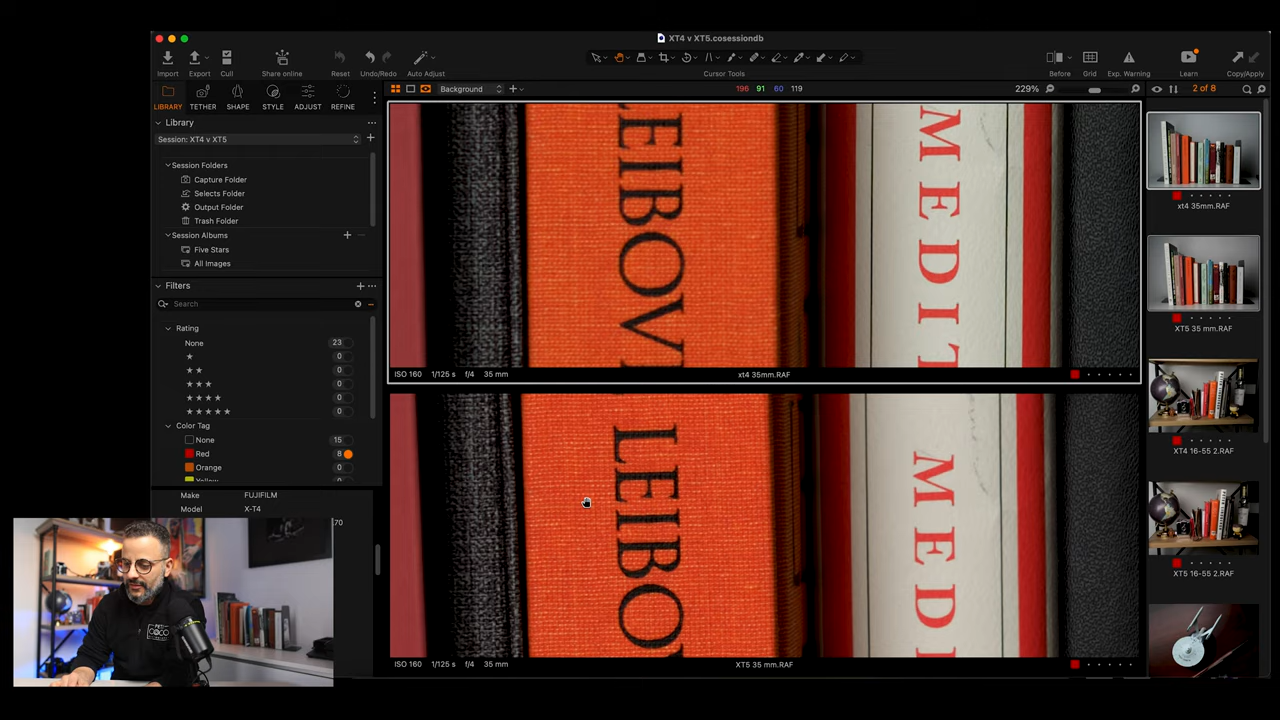 XT4 v XT5.cosessiondb
Import
Export
Cull
Share online
Reset
Undo/Redo
Auto Adjust
Cursor Tools
Before
Grid
Exp. Warning
Learn
Copy/Apply
LIBRARY
TETHER
SHAPE
STYLE
ADJUST
REFINE
Background
196 91 60 119
229%
2 of 8
Library
Session: XT4 v XT5
Session Folders
Capture Folder
Selects Folder
Output Folder
Trash Folder
Session Albums
Five Stars
All Images
Filters
Search
Rating
None 23
0
0
0
0
0
Color Tag
None 15
Red 8
Orange 0
Make FUJIFILM
Model X-T4
70
LEIBOVI
MEDIT
ISO 160 1/125 s f/4 35 mm
xt4 35mm.RAF
LEIBOV
MED
ISO 160 1/125 s f/4 35 mm
XT5 35 mm.RAF
xt4 35mm.RAF
XT5 35 mm.RAF
XT4 16-55 2.RAF
XT5 16-55 2.RAF